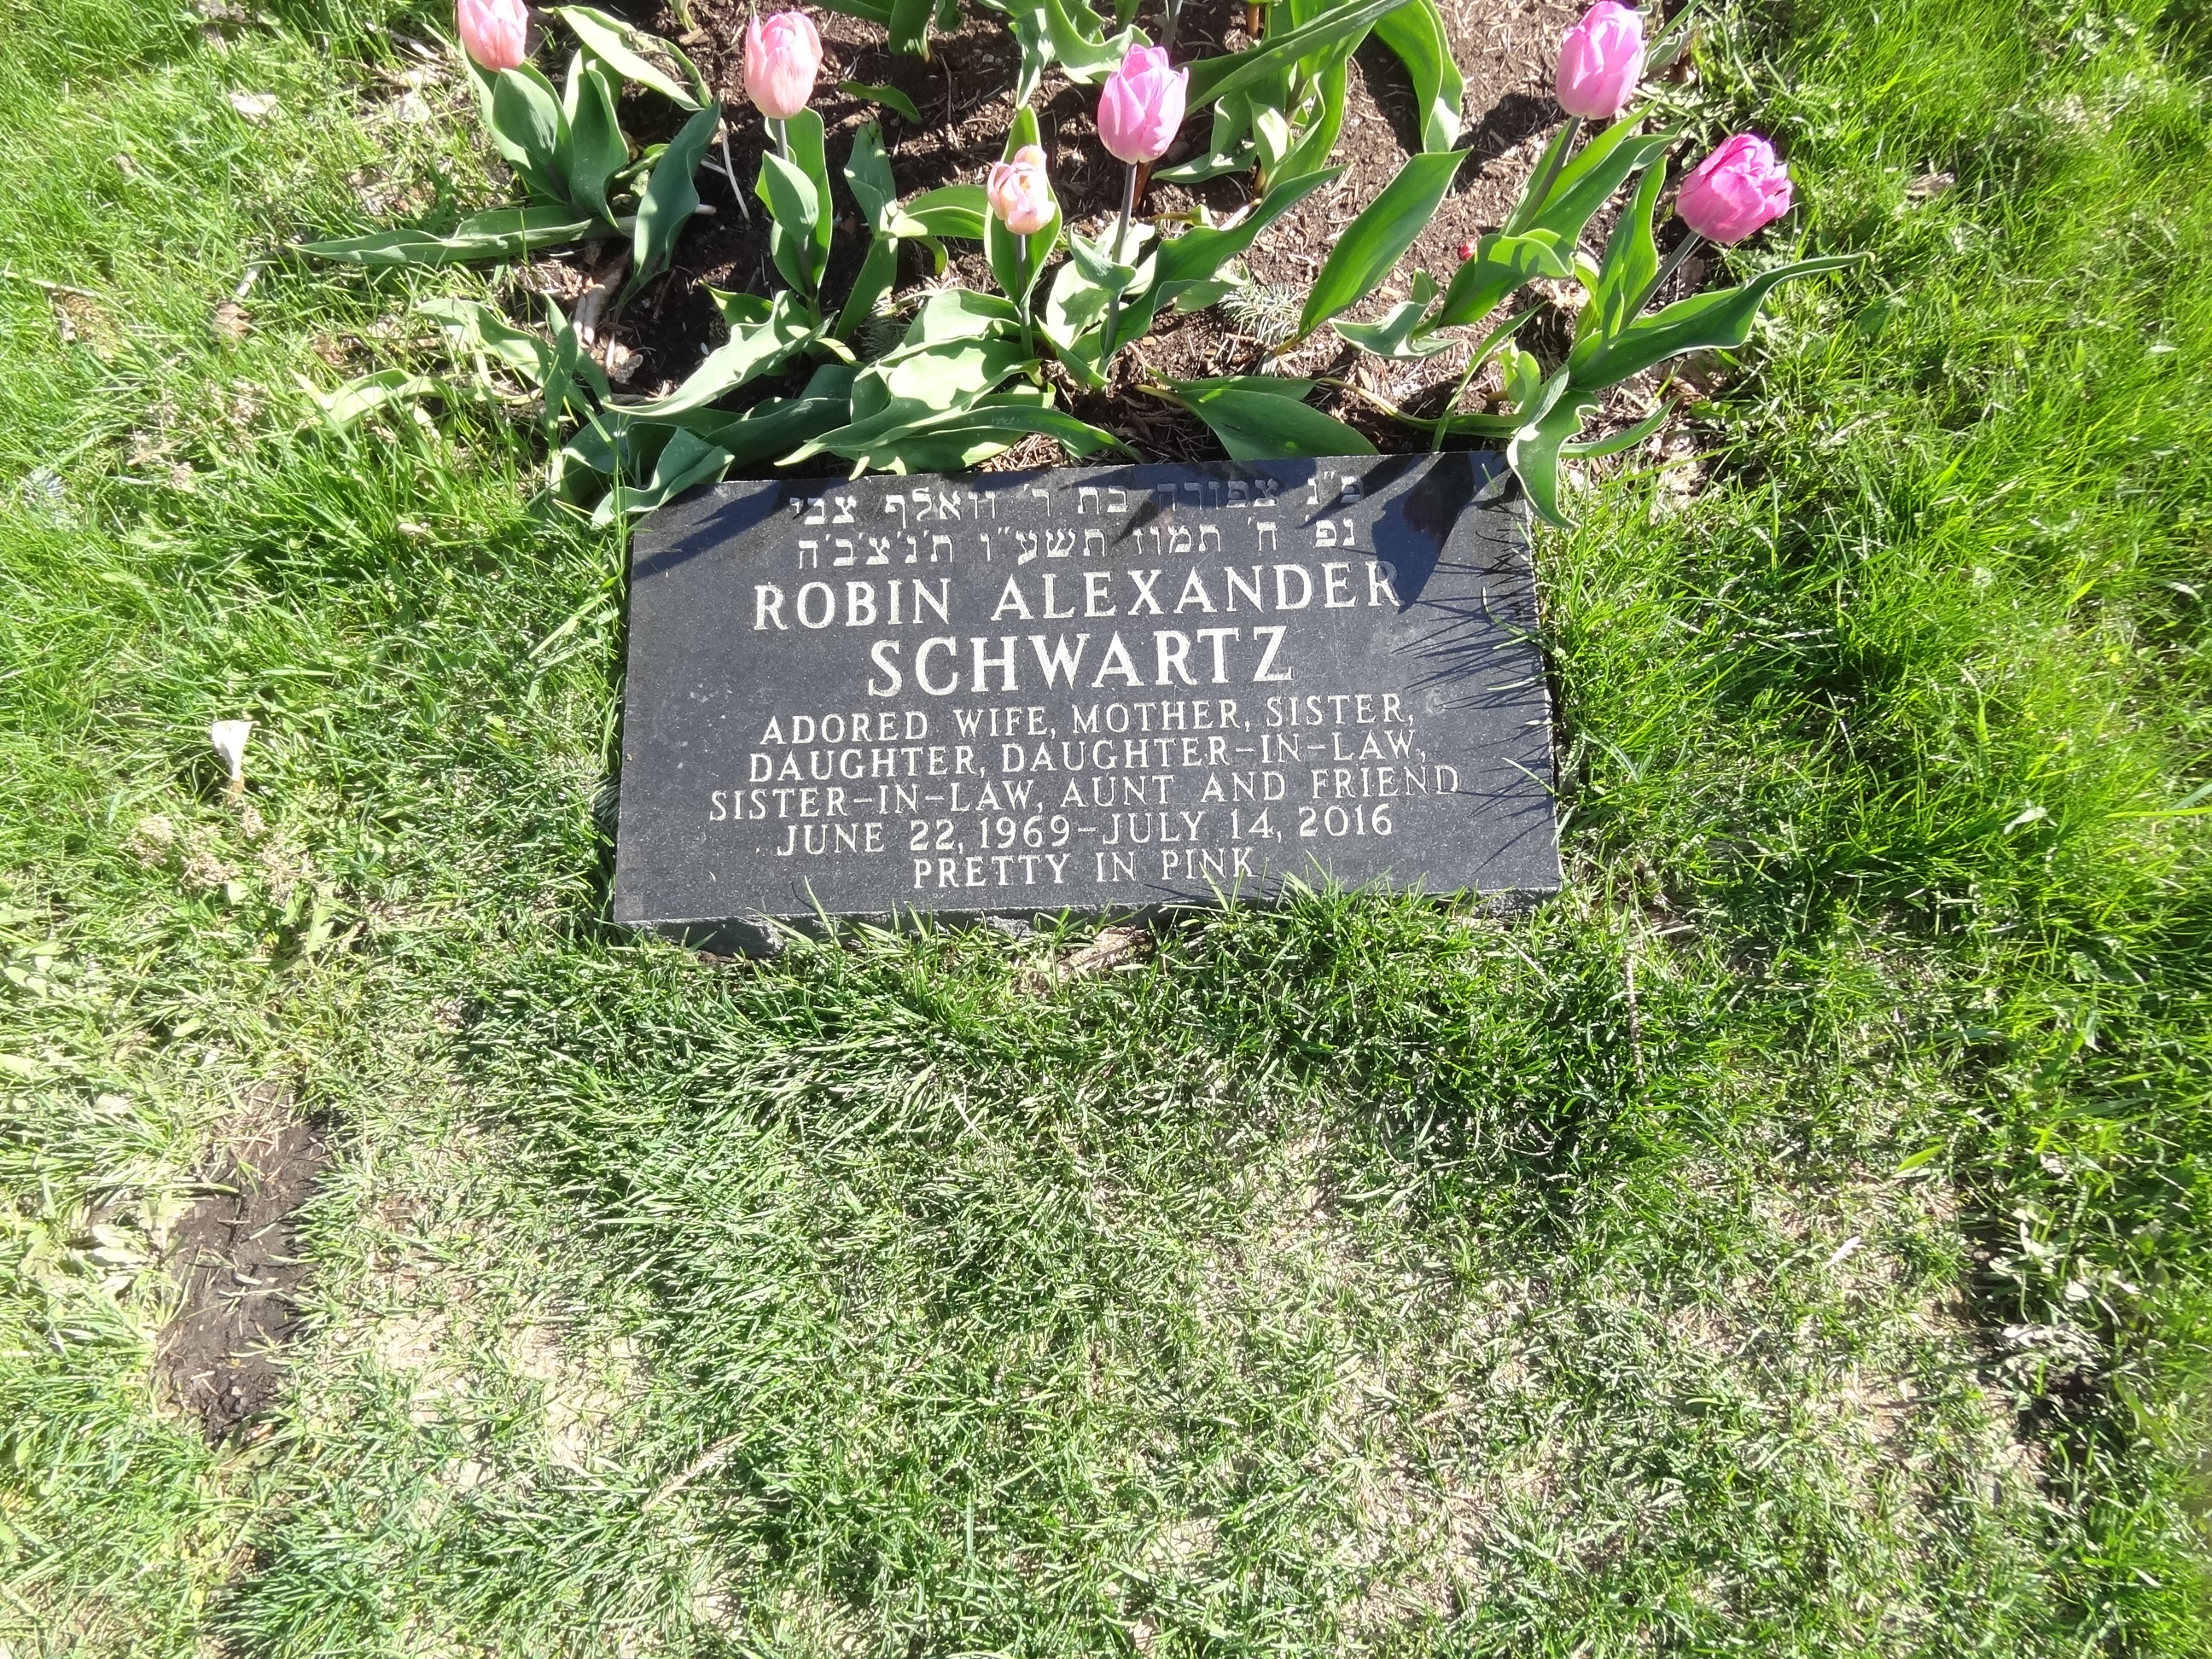 פ"נ צפורה בת ר' וואלף צבי
נפ' ח' תמוז תשע"ו ת'נ'צ'ב'ה
ROBIN ALEXANDER
SCHWARTZ
ADORED WIFE, MOTHER, SISTER,
DAUGHTER, DAUGHTER-IN-LAW,
SISTER-IN-LAW, AUNT AND FRIEND
JUNE 22, 1969-JULY 14, 2016
PRETTY IN PINK